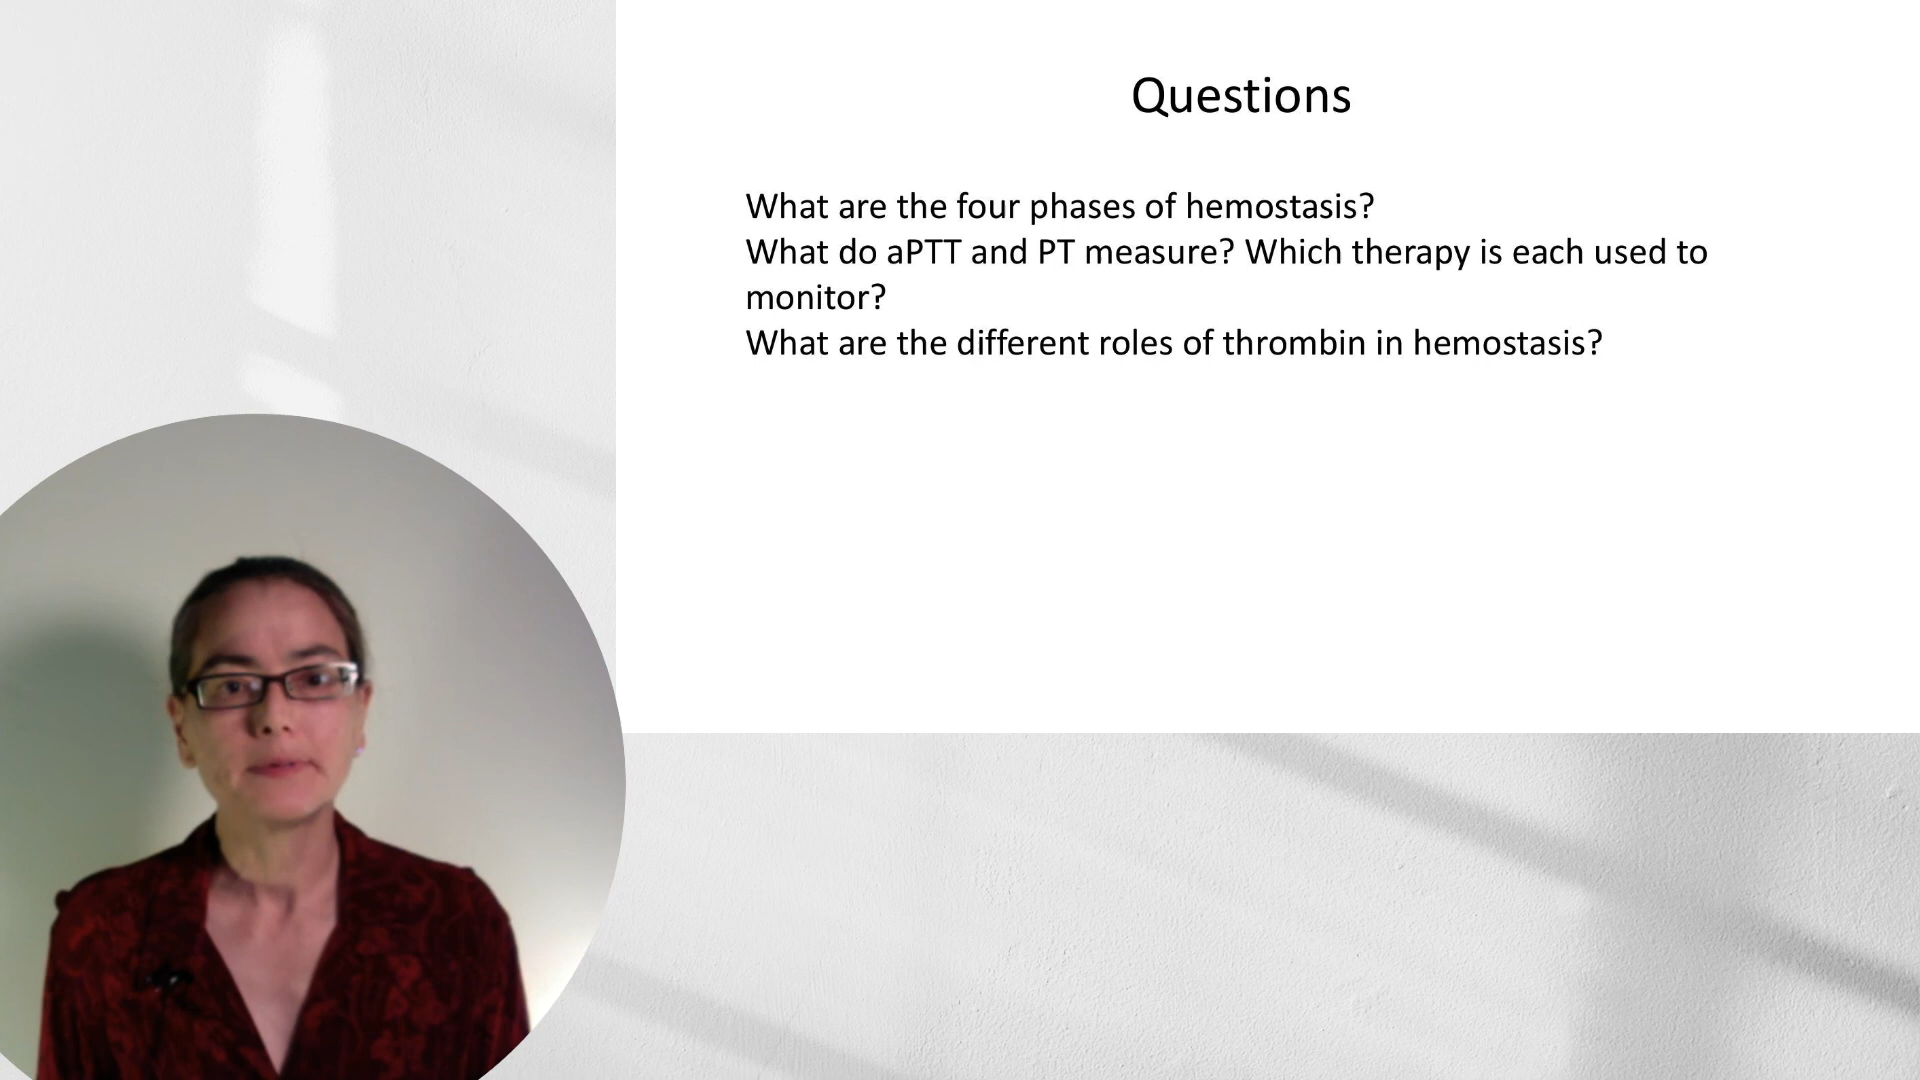 Questions
What are the four phases of hemostasis?
What do aPTT and PT measure? Which therapy is each used to
monitor?
What are the different roles of thrombin in hemostasis?